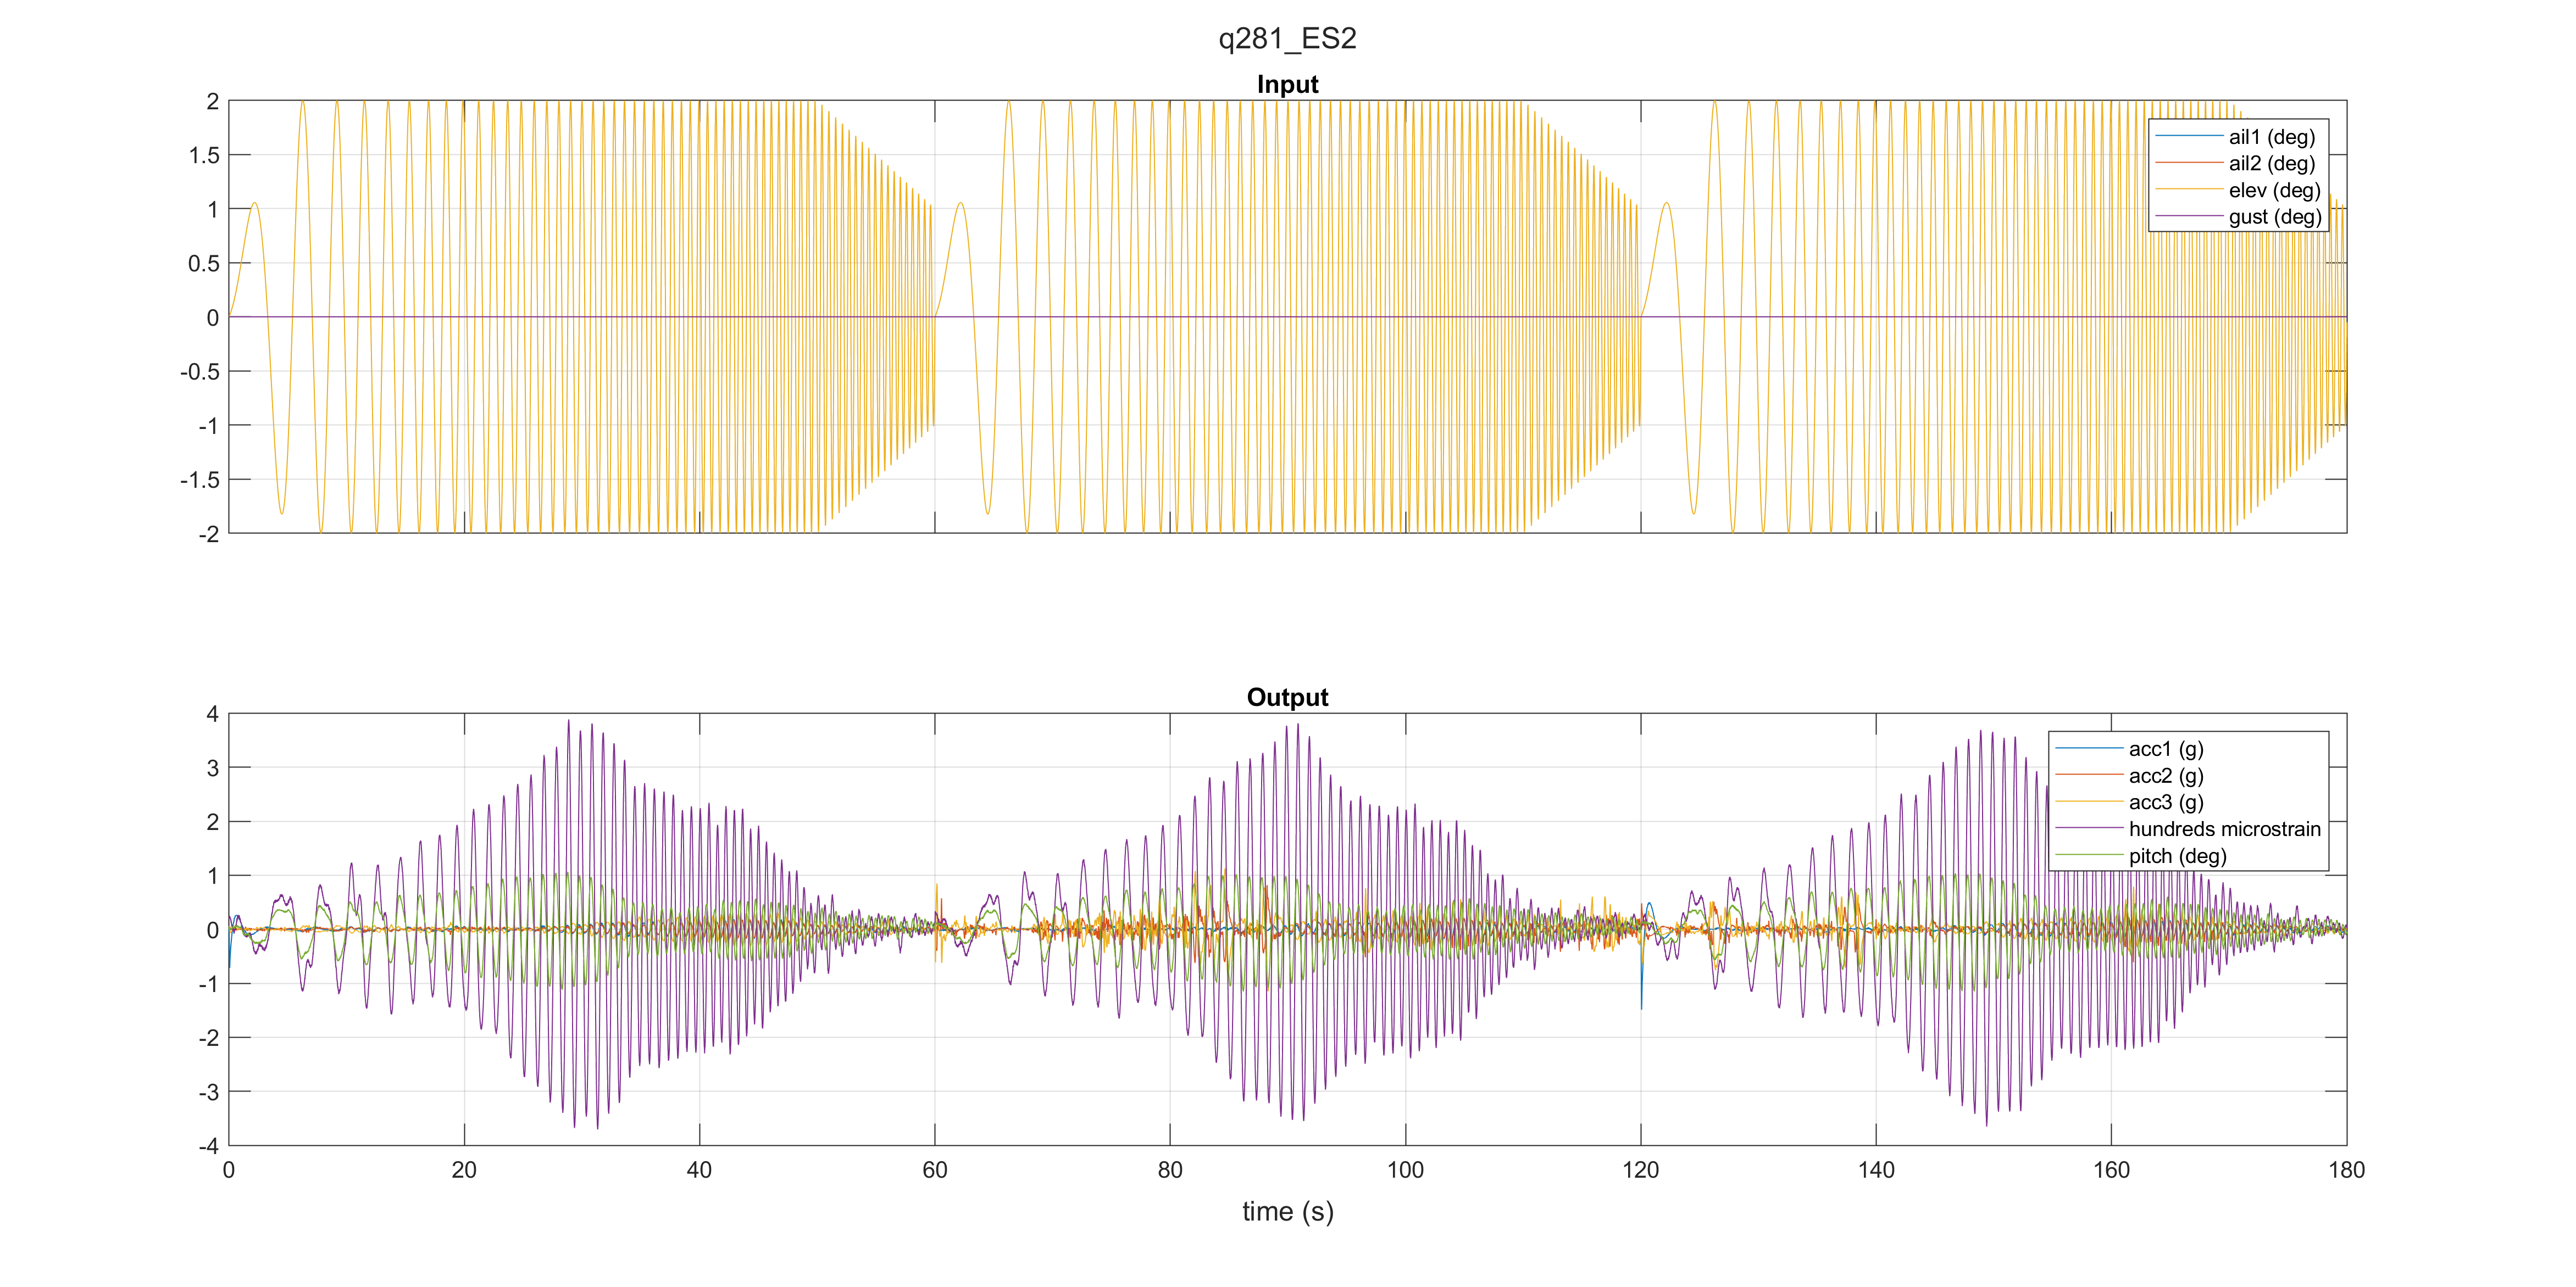 q281_ES2
Input
2
1.5
1
0.5
0
-0.5
-1
-1.5
-2
ail1 (deg)
ail2 (deg)
elev (deg)
gust (deg)
Output
4
3
2
1
0
-1
-2
-3
-4
acc1 (g)
acc2 (g)
acc3 (g)
hundreds microstrain
pitch (deg)
0 20 40 60 80 100 120 140 160 180
time (s)